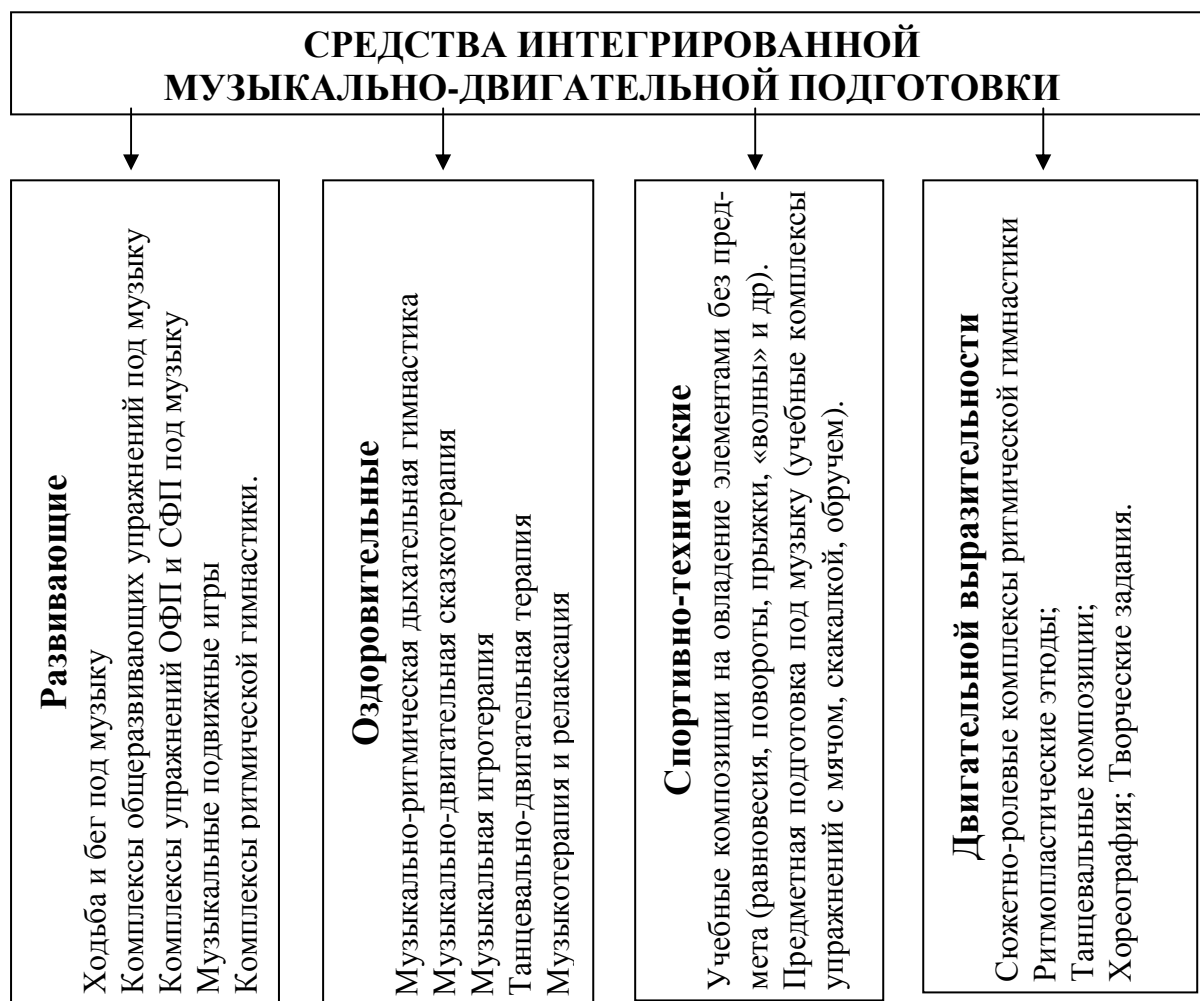 СРЕДСТВА ИНТЕГРИРОВАННОЙ
МУЗЫКАЛЬНО-ДВИГАТЕЛЬНОЙ ПОДГОТОВКИ
Развивающие
Ходьба и бег под музыку
Комплексы общеразвивающих упражнений под музыку
Комплексы упражнений ОФП и СФП под музыку
Музыкальные подвижные игры
Комплексы ритмической гимнастики.
Оздоровительные
Музыкально-ритмическая дыхательная гимнастика
Музыкально-двигательная сказкотерапия
Музыкальная игротерапия
Танцевально-двигательная терапия
Музыкотерапия и релаксация
Спортивно-технические
Учебные композиции на овладение элементами без пред-
мета (равновесия, повороты, прыжки, «волны» и др).
Предметная подготовка под музыку (учебные комплексы
упражнений с мячом, скакалкой, обручем).
Двигательной выразительности
Сюжетно-ролевые комплексы ритмической гимнастики
Ритмопластические этюды;
Танцевальные композиции;
Хореография; Творческие задания.